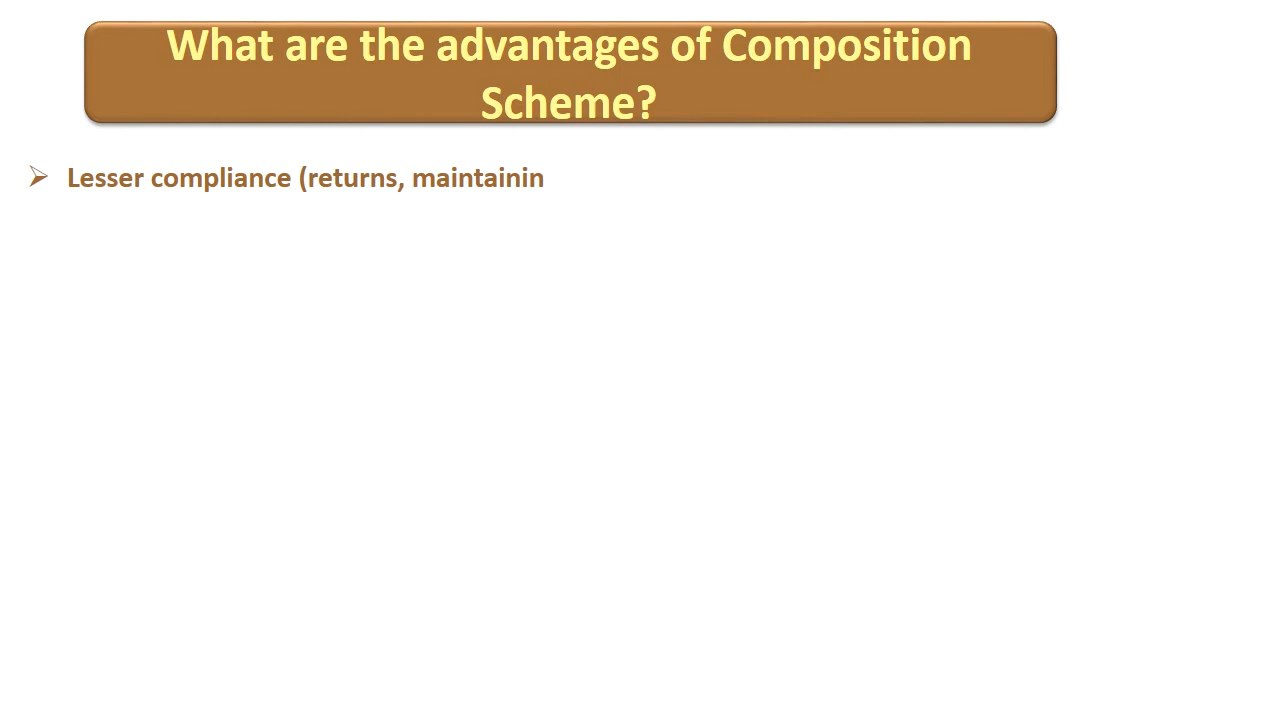 What are the advantages of Composition
Scheme?
Lesser compliance (returns, maintainin